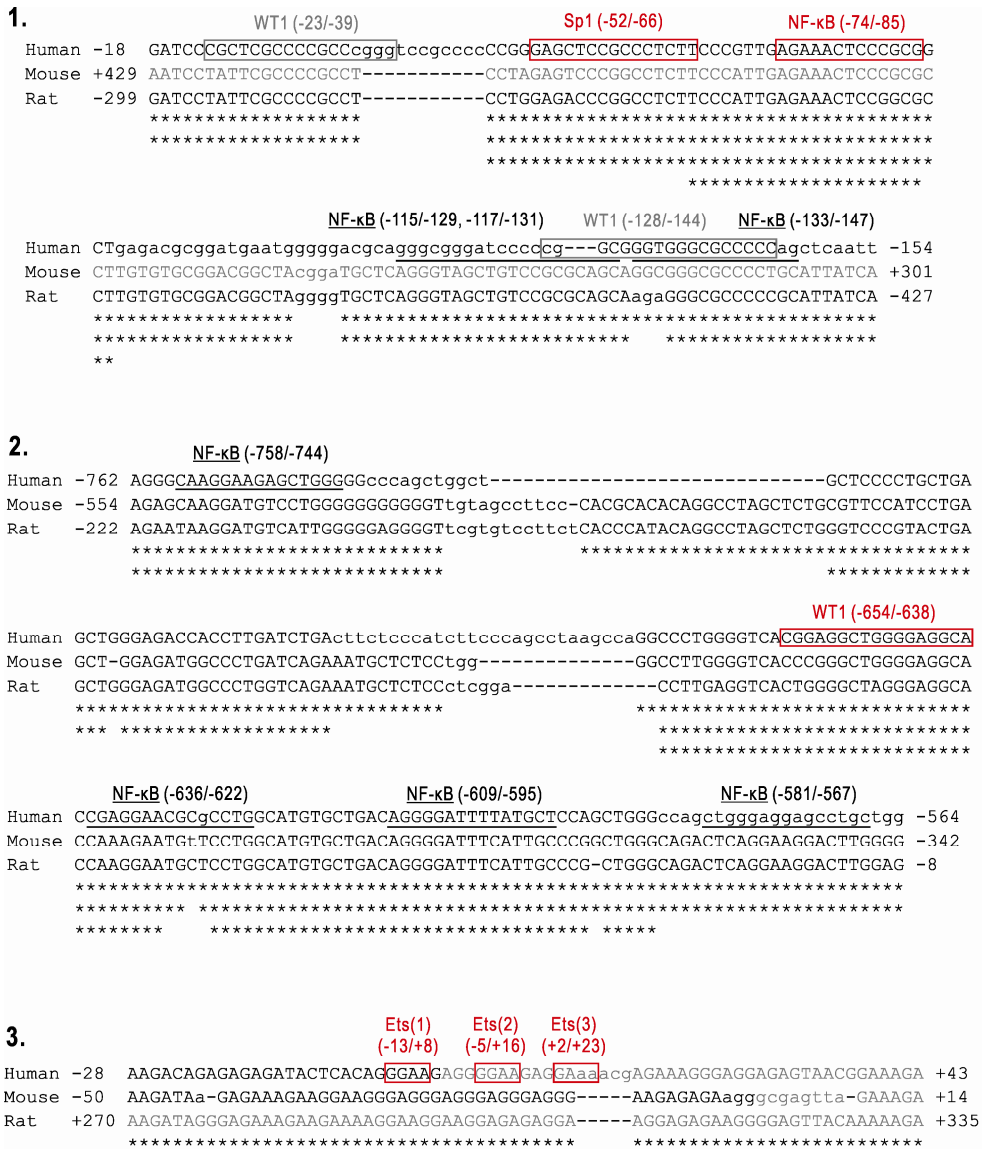 1.
WT1 (-23/-39) Sp1 (-52/-66) NF-κB (-74/-85)
Human -18 GATCCCGCTCGCCCCGCCcgggtccgcccCCGGGAGCTCCGCCCTCTTCCCGTTGAGAAACTCCCGCGG
Mouse +429 AATCCTATTCGCCCCGCCT-----------CCTAGAGTCCCGGCCTCTTCCCATTGAGAAACTCCCGCGC
Rat -299 GATCCTATTCGCCCCGCCT-----------CCTGGAGACCCGGCCTCTTCCCATTGAGAAACTCCGGCGC
******************* ****************************************
******************* ****************************************
****************************************
*********************
NF-κB (-115/-129, -117/-131) WT1 (-128/-144) NF-κB (-133/-147)
Human CTgagacgcggatgaatgggggacgcagggcgggatcccccg---GCGGGTGGGCGCCCCCagctcaatt -154
Mouse CTTGTGTGCGGACGGCTAcggaTGCTCAGGGTAGCTGTCCGCGCAGCAGGCGGGCGCCCCTGCATTATCA +301
Rat CTTGTGTGCGGACGGCTAggggTGCTCAGGGTAGCTGTCCGCGCAGCAagaGGGCGCCCCCGCATTATCA -427
****************** ************************************************
****************** ************************** *******************
**
2.
NF-κB (-758/-744)
Human -762 AGGGCAAGGAAGAGCTGGGGGcccagctggct------------------------------GCTCCCCTGCTGA
Mouse -554 AGAGCAAGGATGTCCTGGGGGGGGGGGTtgtagccttcc-CACGCACACAGGCCTAGCTCTGCGTTCCATCCTGA
Rat -222 AGAATAAGGATGTCATTGGGGGAGGGGTtcgtgtccttctCACCCATACAGGCCTAGCTCTGGGTCCCGTACTGA
**************************** ***********************************
**************************** *************
WT1 (-654/-638)
Human GCTGGGAGACCACCTTGATCTGActtctcccatcttcccagcctaagccaGGCCCTGGGGTCACGGAGGCTGGGGAGGCA
Mouse GCT-GGAGATGGCCCTGATCAGAAATGCTCTCCtgg--------------GGCCTTGGGGTCACCCGGGCTGGGGAGGCA
Rat GCTGGGAGATGGCCCTGGTCAGAAATGCTCTCCctcgga-------------CCTTGAGGTCACTGGGGCTAGGGAGGCA
********************************* ******************************
*** ******************* ****************************
****************************
NF-κB (-636/-622) NF-κB (-609/-595) NF-κB (-581/-567)
Human CCGAGGAACGCgCCTGGCATGTGCTGACAGGGGATTTTATGCTCCAGCTGGGccagctgggaggagcctgctgg -564
Mouse CCAAAGAATGtTCCTGGCATGTGCTGACAGGGGATTTCATTGCCCGGCTGGGCAGACTCAGGAAGGACTTGGGG -342
Rat CCAAGGAATGCTCCTGGCATGTGCTGACAGGGGATTTCATTGCCCG-CTGGGCAGACTCAGGAAGGACTTGGAG -8
**************************************************************************
********** ***************************************************************
******** ********************************** *****
3.
Ets(1) Ets(2) Ets(3)
(-13/+8) (-5/+16) (+2/+23)
Human -28 AAGACAGAGAGAGATACTCACAGGGAAGAGGGGAAGAGGAaaacgAGAAAGGGAGGAGAGTAACGGAAAGA +43
Mouse -50 AAGATAa-GAGAAAGAAGGAAGGGAGGGAGGGAGGGAGGG-----AAGAGAGAagggcgagtta-GAAAGA +14
Rat +270 AAGATAGGGAGAAAGAAGAAAAGGAAGGAAGGAGAGAGGA-----AGGAGAGAAGGGGAGTTACAAAAAGA +335
**************************************** **************************